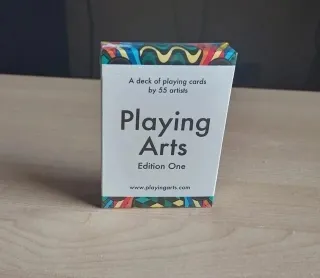 A deck of playing cards
by 55 artists
Playing
Arts
Edition One
www.playingarts.com